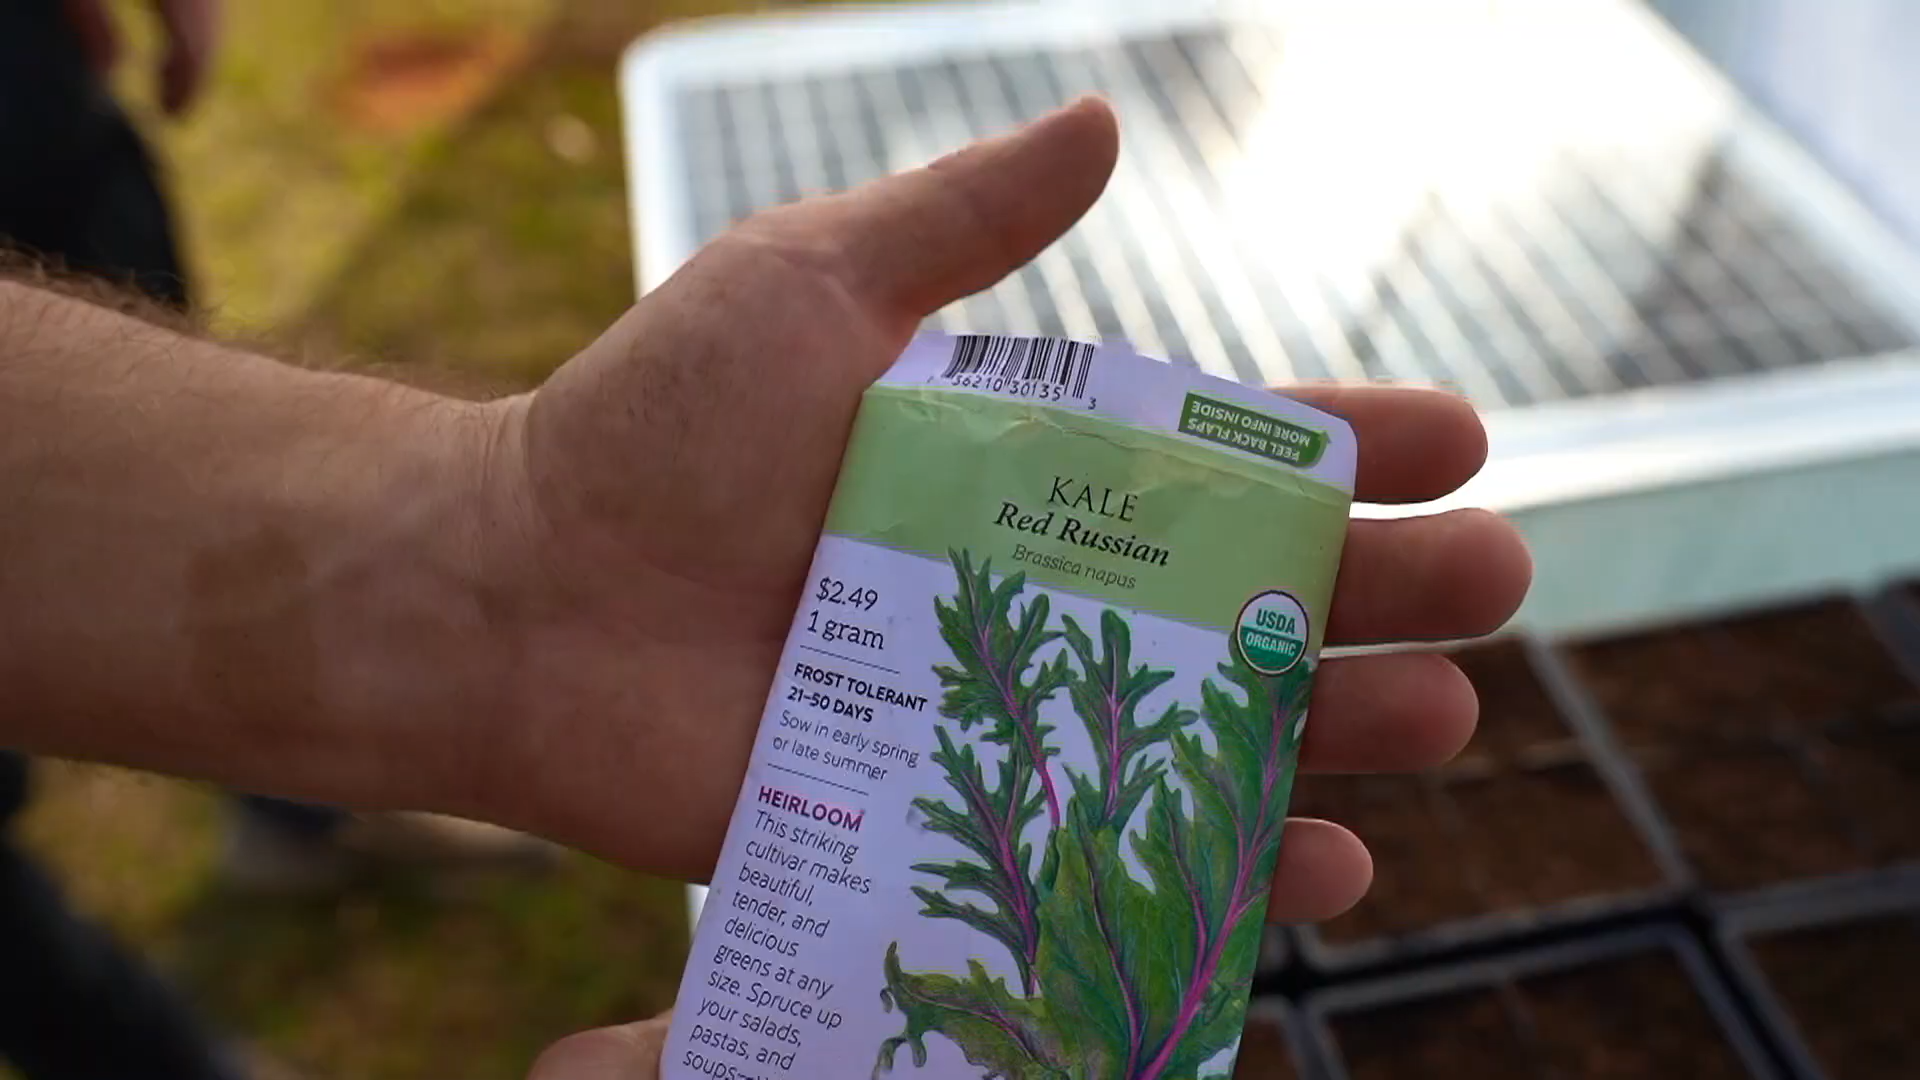 36210 30135 3
PEEL BACK FLAPS
MORE INFO INSIDE
KALE
Red Russian
Brassica napus
$2.49
1 gram
USDA
ORGANIC
FROST TOLERANT
21–50 DAYS
Sow in early spring
or late summer
HEIRLOOM
This striking
cultivar makes
beautiful,
tender, and
delicious
greens at any
size. Spruce up
your salads,
pastas, and
soups